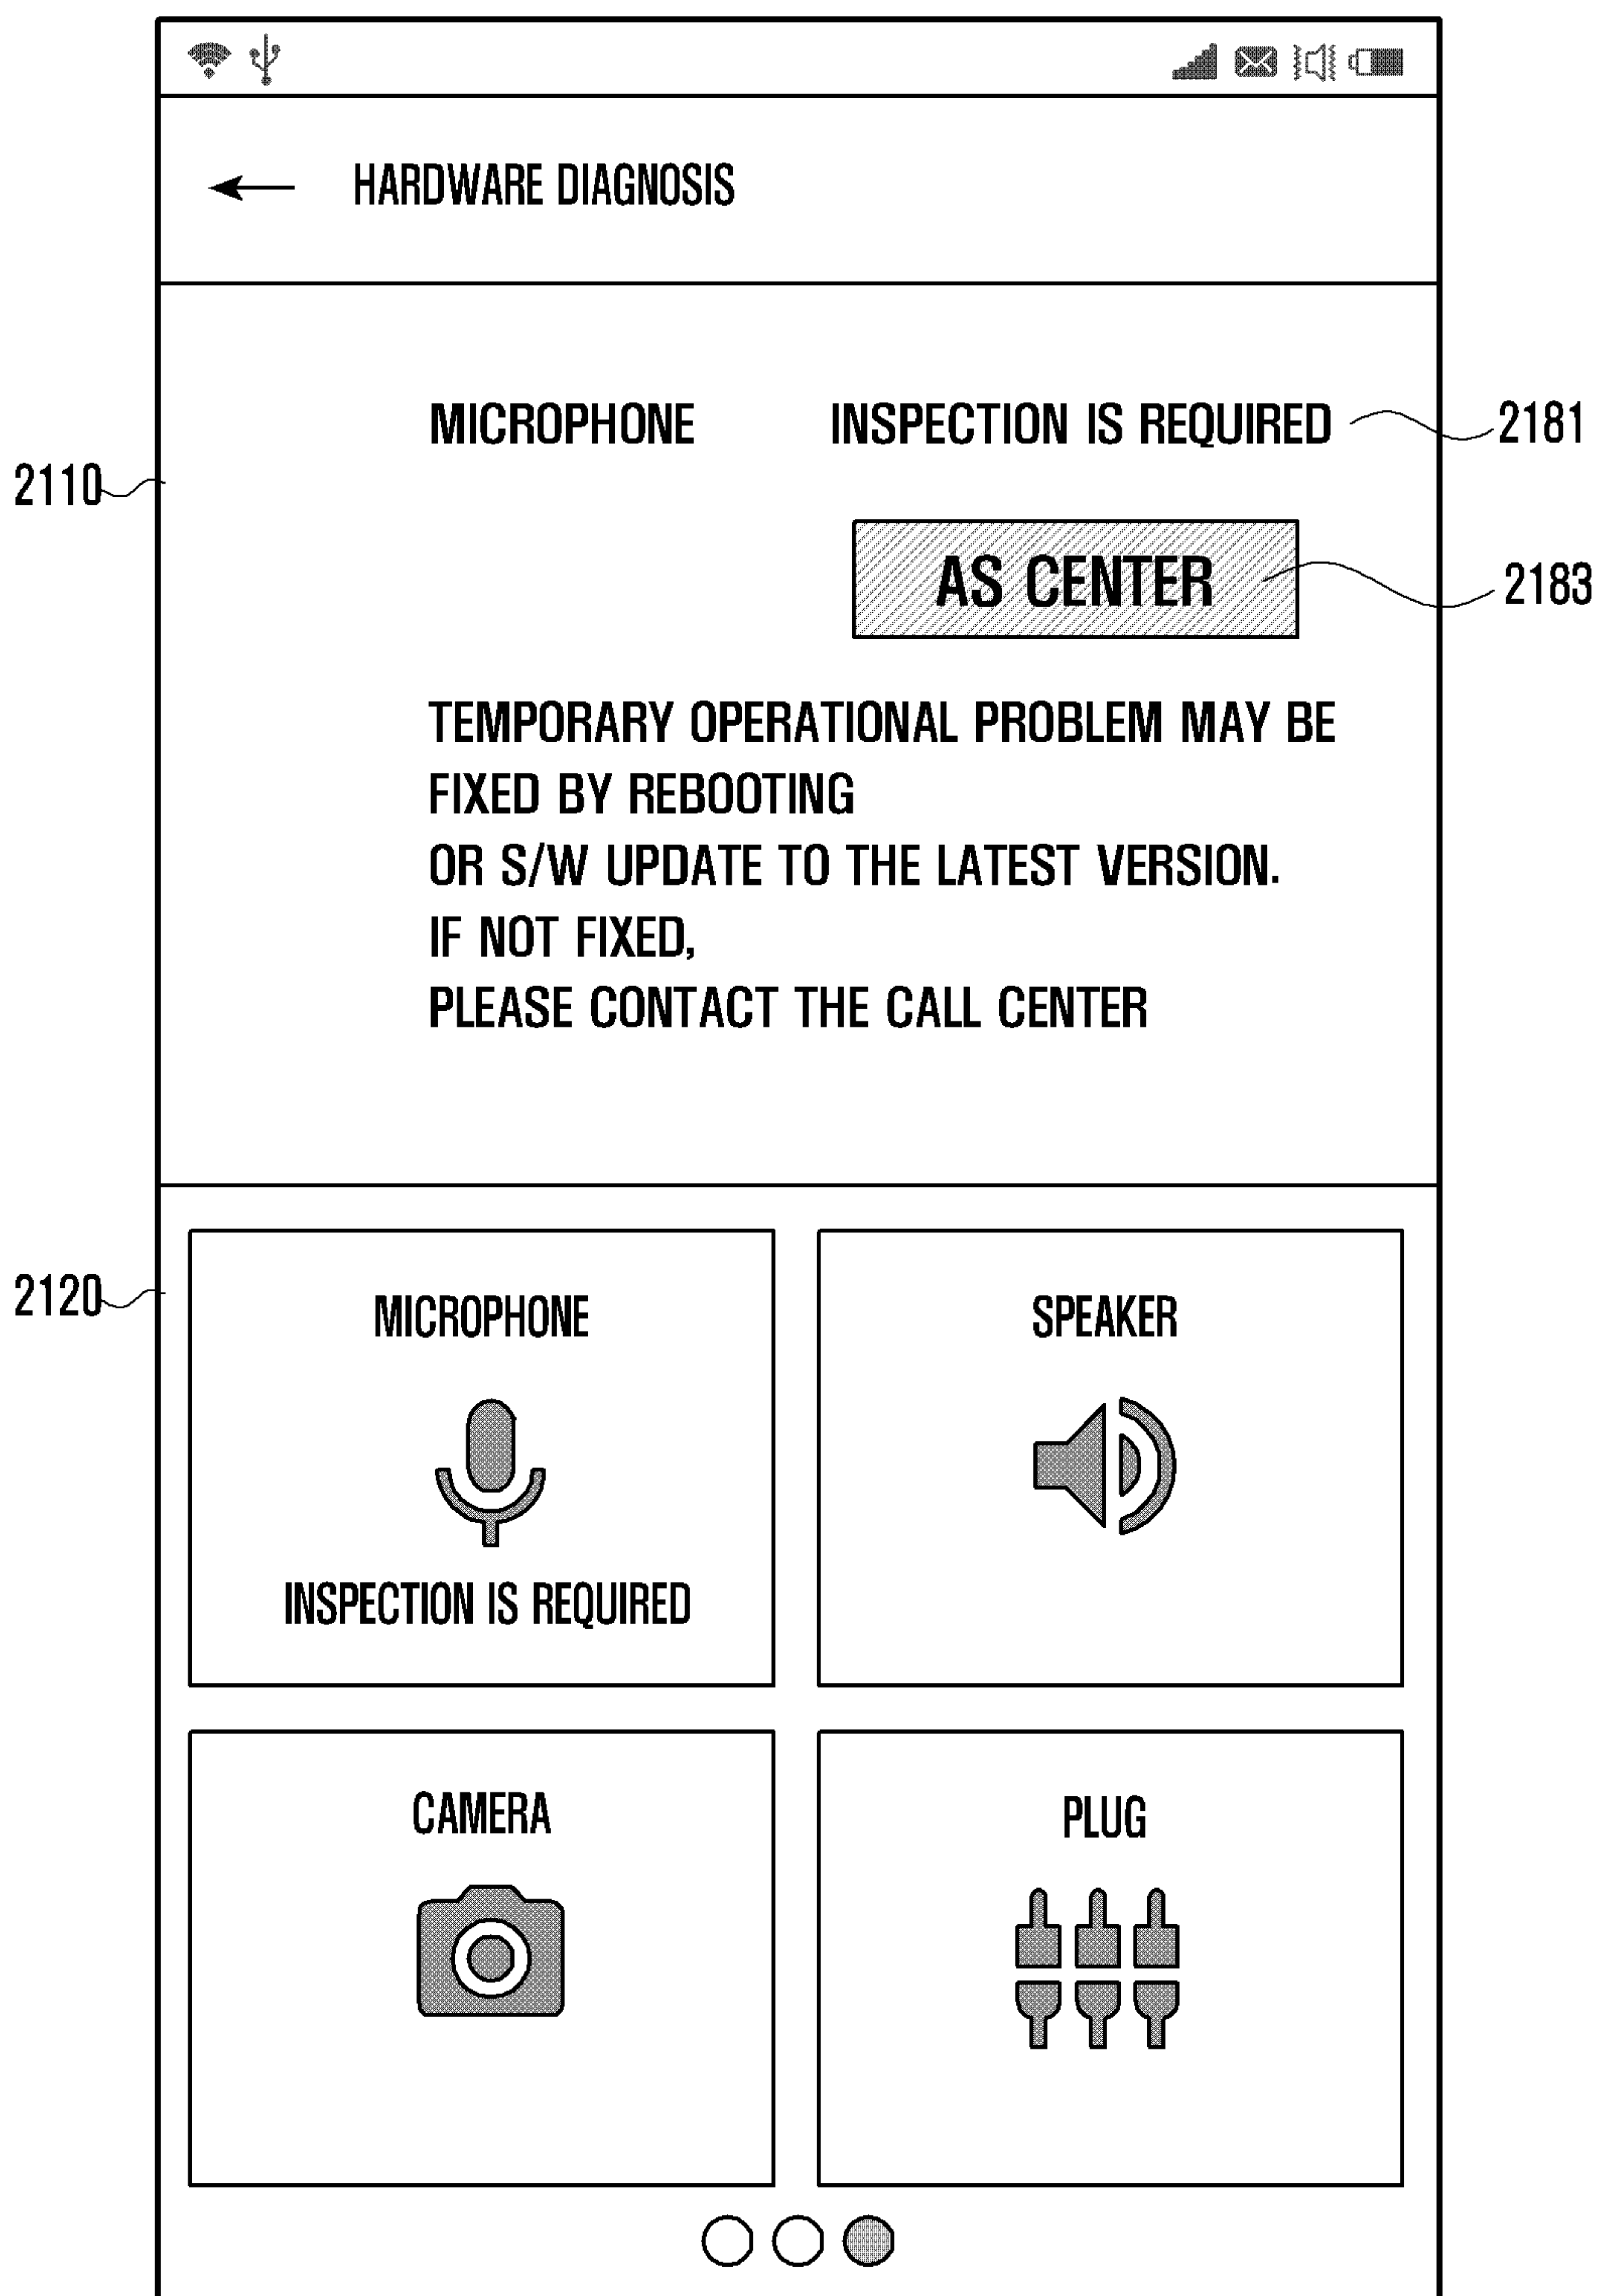 HARDWARE DIAGNOSIS
MICROPHONE INSPECTION IS REQUIRED 2181
2110
AS CENTER 2183
TEMPORARY OPERATIONAL PROBLEM MAY BE
FIXED BY REBOOTING
OR S/W UPDATE TO THE LATEST VERSION.
IF NOT FIXED,
PLEASE CONTACT THE CALL CENTER
2120
MICROPHONE
INSPECTION IS REQUIRED
SPEAKER
CAMERA
PLUG